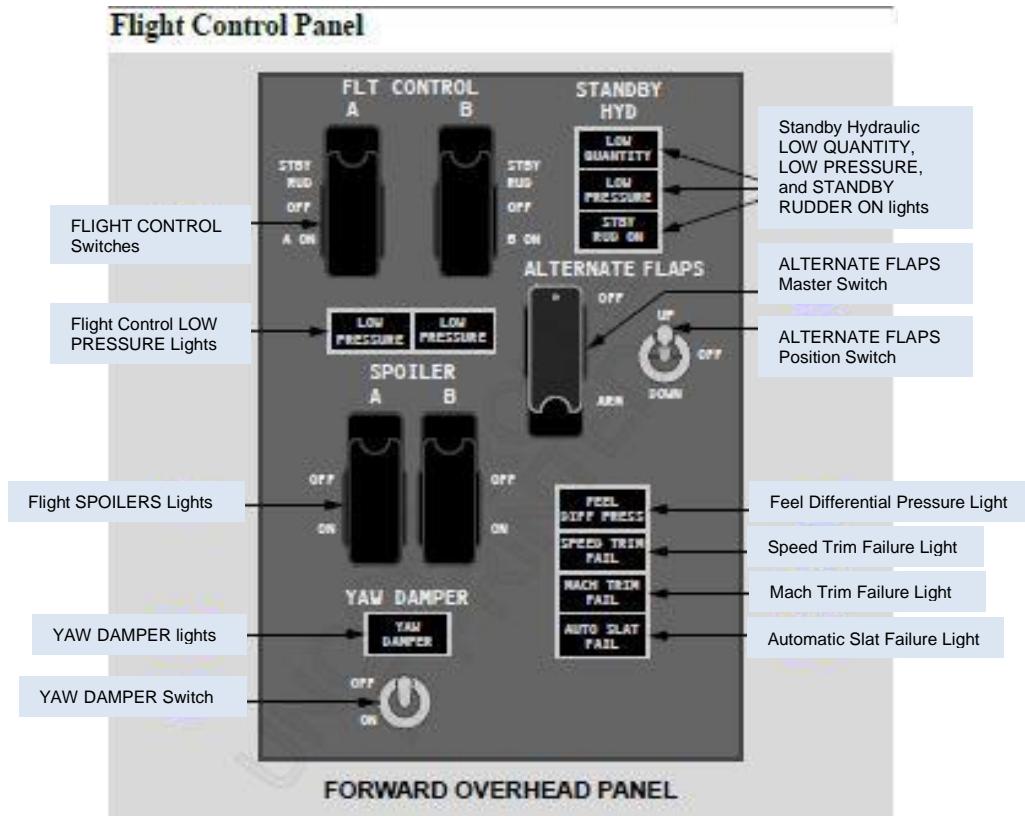 Flight Control Panel
FLT CONTROL
A
B
STANDBY
HYD
LOW
QUANTITY
LOW
PRESSURE
STBY
RUD ON
STBY
RUD
OFF
A ON
STBY
RUD
OFF
B ON
Standby Hydraulic
LOW QUANTITY,
LOW PRESSURE,
and STANDBY
RUDDER ON lights
FLIGHT CONTROL
Switches
ALTERNATE FLAPS
OFF
ARM
UP
OFF
DOWN
ALTERNATE FLAPS
Master Switch
ALTERNATE FLAPS
Position Switch
Flight Control LOW
PRESSURE Lights
LOW
PRESSURE
LOW
PRESSURE
SPOILER
A
B
OFF
ON
OFF
ON
Flight SPOILERS Lights
FEEL
DIFF PRESS
SPEED TRIM
FAIL
MACH TRIM
FAIL
AUTO SLAT
FAIL
Feel Differential Pressure Light
Speed Trim Failure Light
Mach Trim Failure Light
Automatic Slat Failure Light
YAW DAMPER
YAW
DAMPER
YAW DAMPER lights
OFF
ON
YAW DAMPER Switch
FORWARD OVERHEAD PANEL